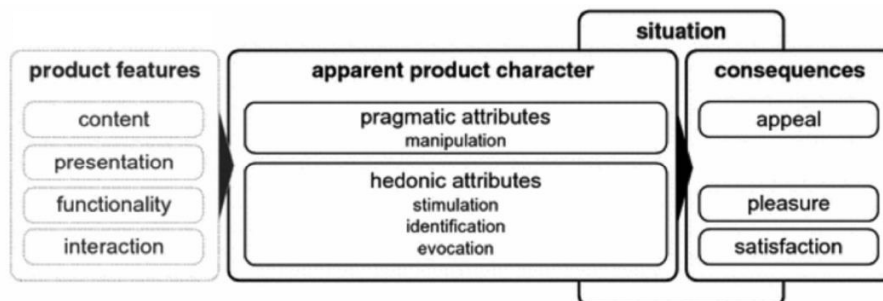 situation
product features
content
presentation
functionality
interaction
apparent product character
pragmatic attributes
manipulation
hedonic attributes
stimulation
identification
evocation
consequences
appeal
pleasure
satisfaction